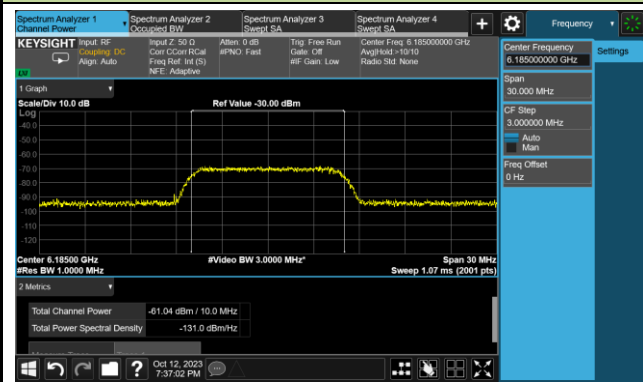 Spectrum Analyzer 1
Channel Power
Spectrum Analyzer 2
Occupied BW
Spectrum Analyzer 3
Swept SA
Spectrum Analyzer 4
Swept SA
Frequency
KEYSIGHT
Input: RF
Coupling: DC
Align: Auto
Input Z: 50 Ω
Corr CCorr RCal
Freq Ref: Int (S)
NFE: Adaptive
Atten: 0 dB
#PNO: Fast
Trig: Free Run
Gate: Off
#IF Gain: Low
Center Freq: 6.185000000 GHz
Avg|Hold:>10/10
Radio Std: None
Center Frequency
6.185000000 GHz
Settings
Span
30.000 MHz
CF Step
3.000000 MHz
Auto
Man
Freq Offset
0 Hz
1 Graph
Scale/Div 10.0 dB
Ref Value -30.00 dBm
Log
-40.0
-50.0
-60.0
-70.0
-80.0
-90.0
-100
-110
-120
Center 6.18500 GHz
#Video BW 3.0000 MHz*
Span 30 MHz
#Res BW 1.0000 MHz
Sweep 1.07 ms (2001 pts)
2 Metrics
Total Channel Power
-61.04 dBm / 10.0 MHz
Total Power Spectral Density
-131.0 dBm/Hz
?
Oct 12, 2023
7:37:02 PM